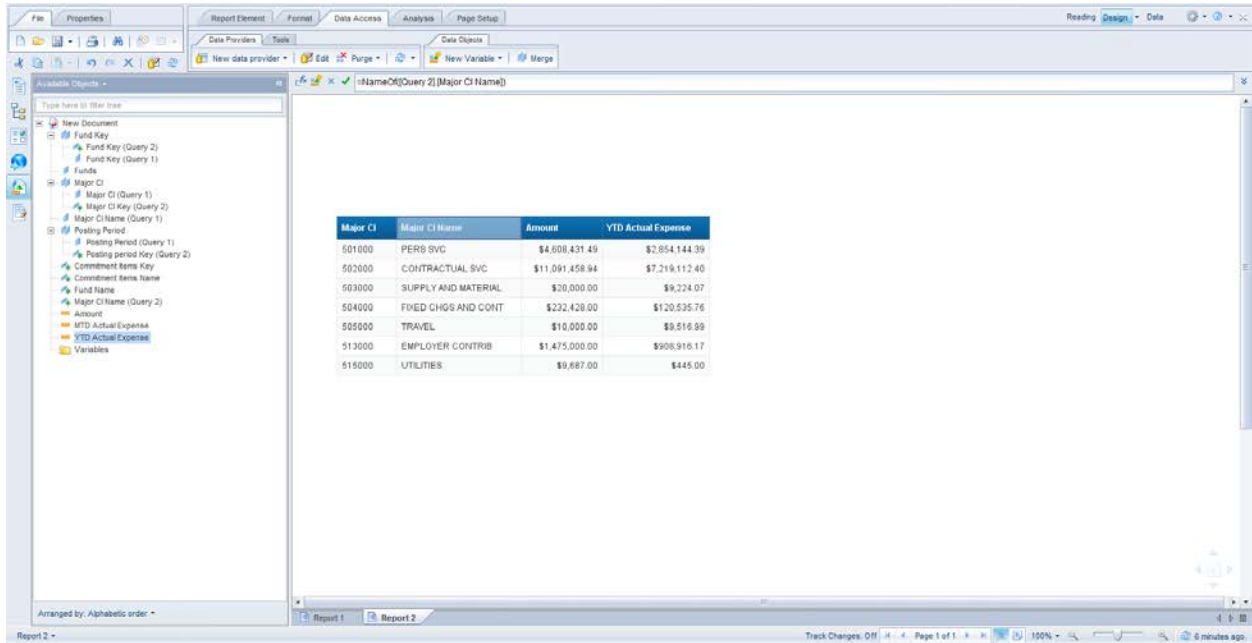 File Properties Report Element Format Data Access Analysis Page Setup Reading Design Data
Data Providers Tools Data Objects
New data provider Edit Purge New Variable Merge
Available Objects =NameOf([Query 2].[Major CI Name])
Type here to filter tree
New Document
Fund Key
Fund Key (Query 2)
Fund Key (Query 1)
Funds
Major CI
Major CI (Query 1)
Major CI Key (Query 2)
Major CI Name (Query 1)
Posting Period
Posting Period (Query 1)
Posting period Key (Query 2)
Commitment items Key
Commitment items Name
Fund Name
Major CI Name (Query 2)
Amount
MTD Actual Expense
YTD Actual Expense
Variables
Major CI Major CI Name Amount YTD Actual Expense
501000 PERS SVC $4,608,431.49 $2,854,144.39
502000 CONTRACTUAL SVC $11,091,458.94 $7,219,112.40
503000 SUPPLY AND MATERIAL $20,000.00 $9,224.07
504000 FIXED CHGS AND CONT $232,428.00 $120,535.76
505000 TRAVEL $10,000.00 $9,516.99
513000 EMPLOYER CONTRIB $1,475,000.00 $908,916.17
515000 UTILITIES $9,687.00 $445.00
Arranged by: Alphabetic order
Report 1 Report 2
Report 2 Track Changes: Off Page 1 of 1 100% 6 minutes ago